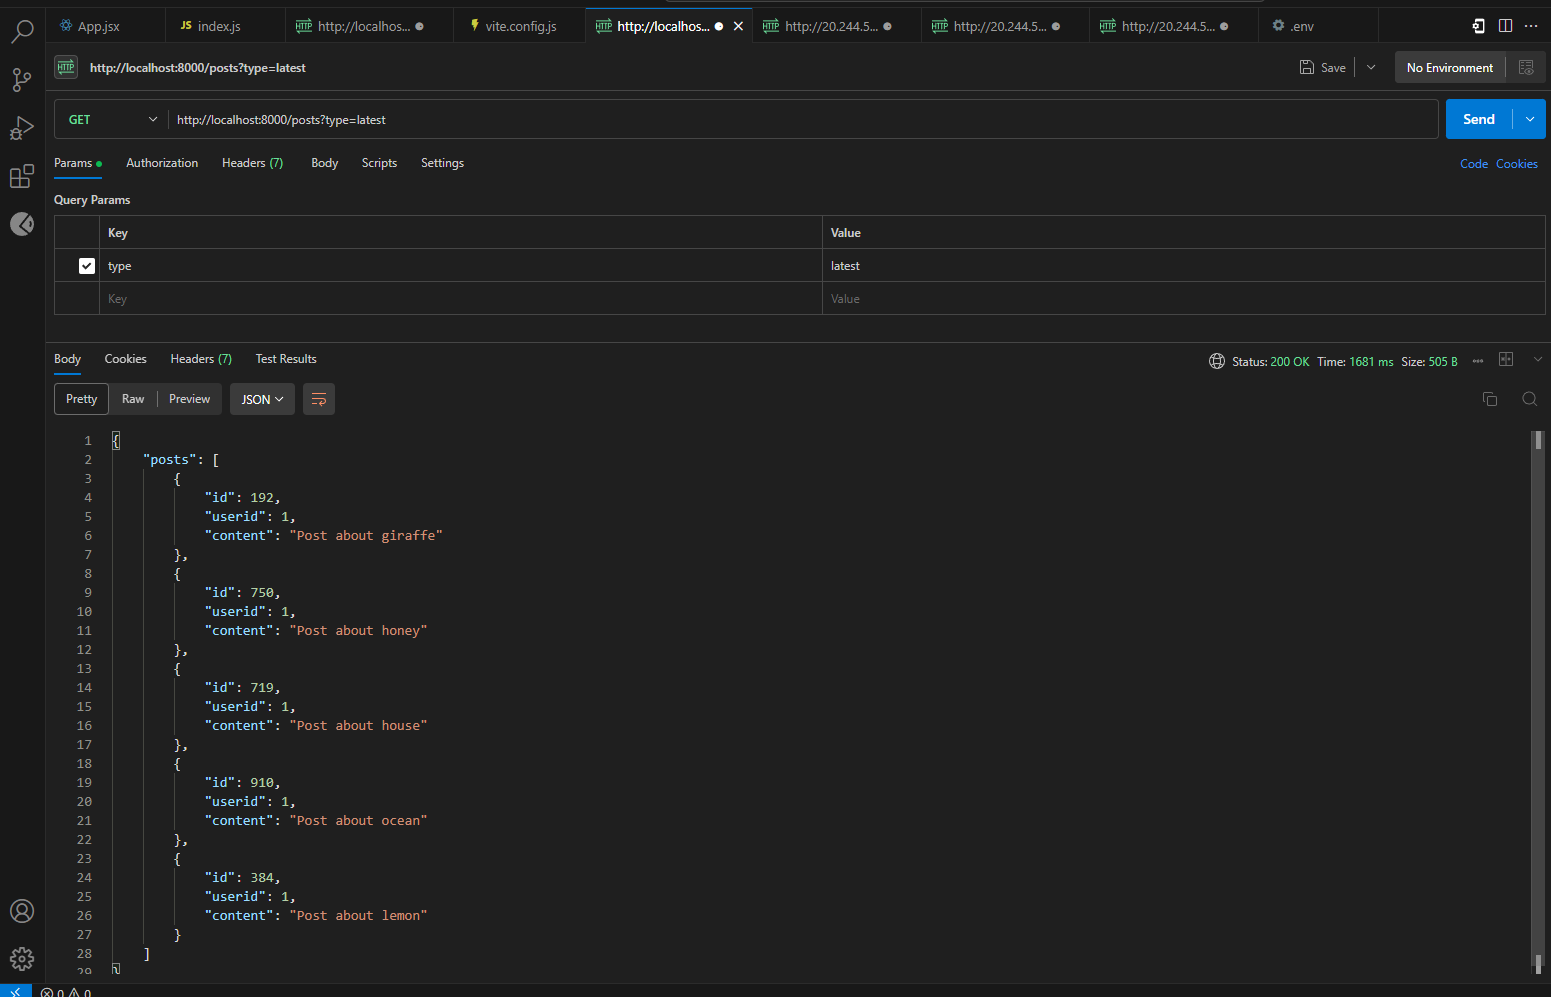 App.jsx
JS index.js
HTTP http://localhos...
vite.config.js
HTTP http://localhos...
HTTP http://20.244.5...
HTTP http://20.244.5...
HTTP http://20.244.5...
.env
HTTP http://localhost:8000/posts?type=latest
Save
No Environment
GET
http://localhost:8000/posts?type=latest
Send
Params
Authorization
Headers (7)
Body
Scripts
Settings
Code
Cookies
Query Params
Key
Value
type
latest
Key
Value
Body
Cookies
Headers (7)
Test Results
Status: 200 OK Time: 1681 ms Size: 505 B
Pretty
Raw
Preview
JSON
1 {
2 "posts": [
3 {
4 "id": 192,
5 "userid": 1,
6 "content": "Post about giraffe"
7 },
8 {
9 "id": 750,
10 "userid": 1,
11 "content": "Post about honey"
12 },
13 {
14 "id": 719,
15 "userid": 1,
16 "content": "Post about house"
17 },
18 {
19 "id": 910,
20 "userid": 1,
21 "content": "Post about ocean"
22 },
23 {
24 "id": 384,
25 "userid": 1,
26 "content": "Post about lemon"
27 }
28 ]
29 }
0 0